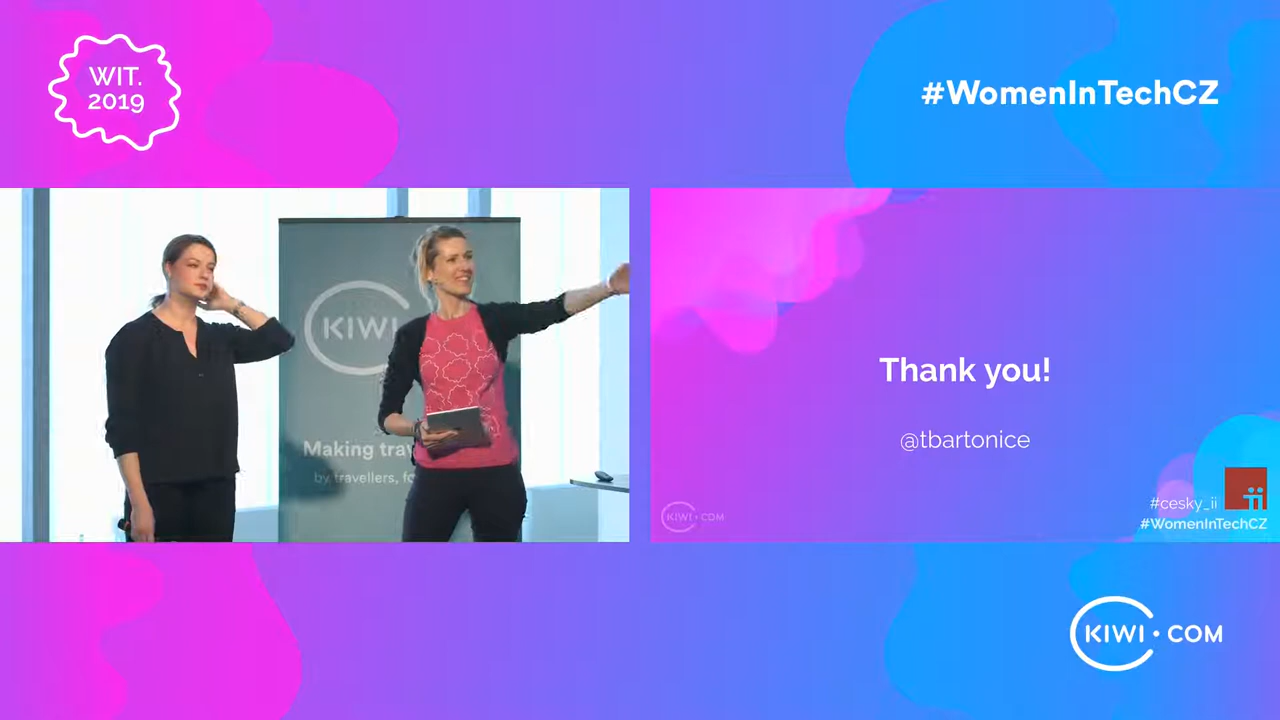 WIT.
2019
#WomenInTechCZ
KIWI
Making trav
by travellers, fo
Thank you!
@tbartonice
#cesky_ii
#WomenInTechCZ
KIWI.COM
KIWI.COM